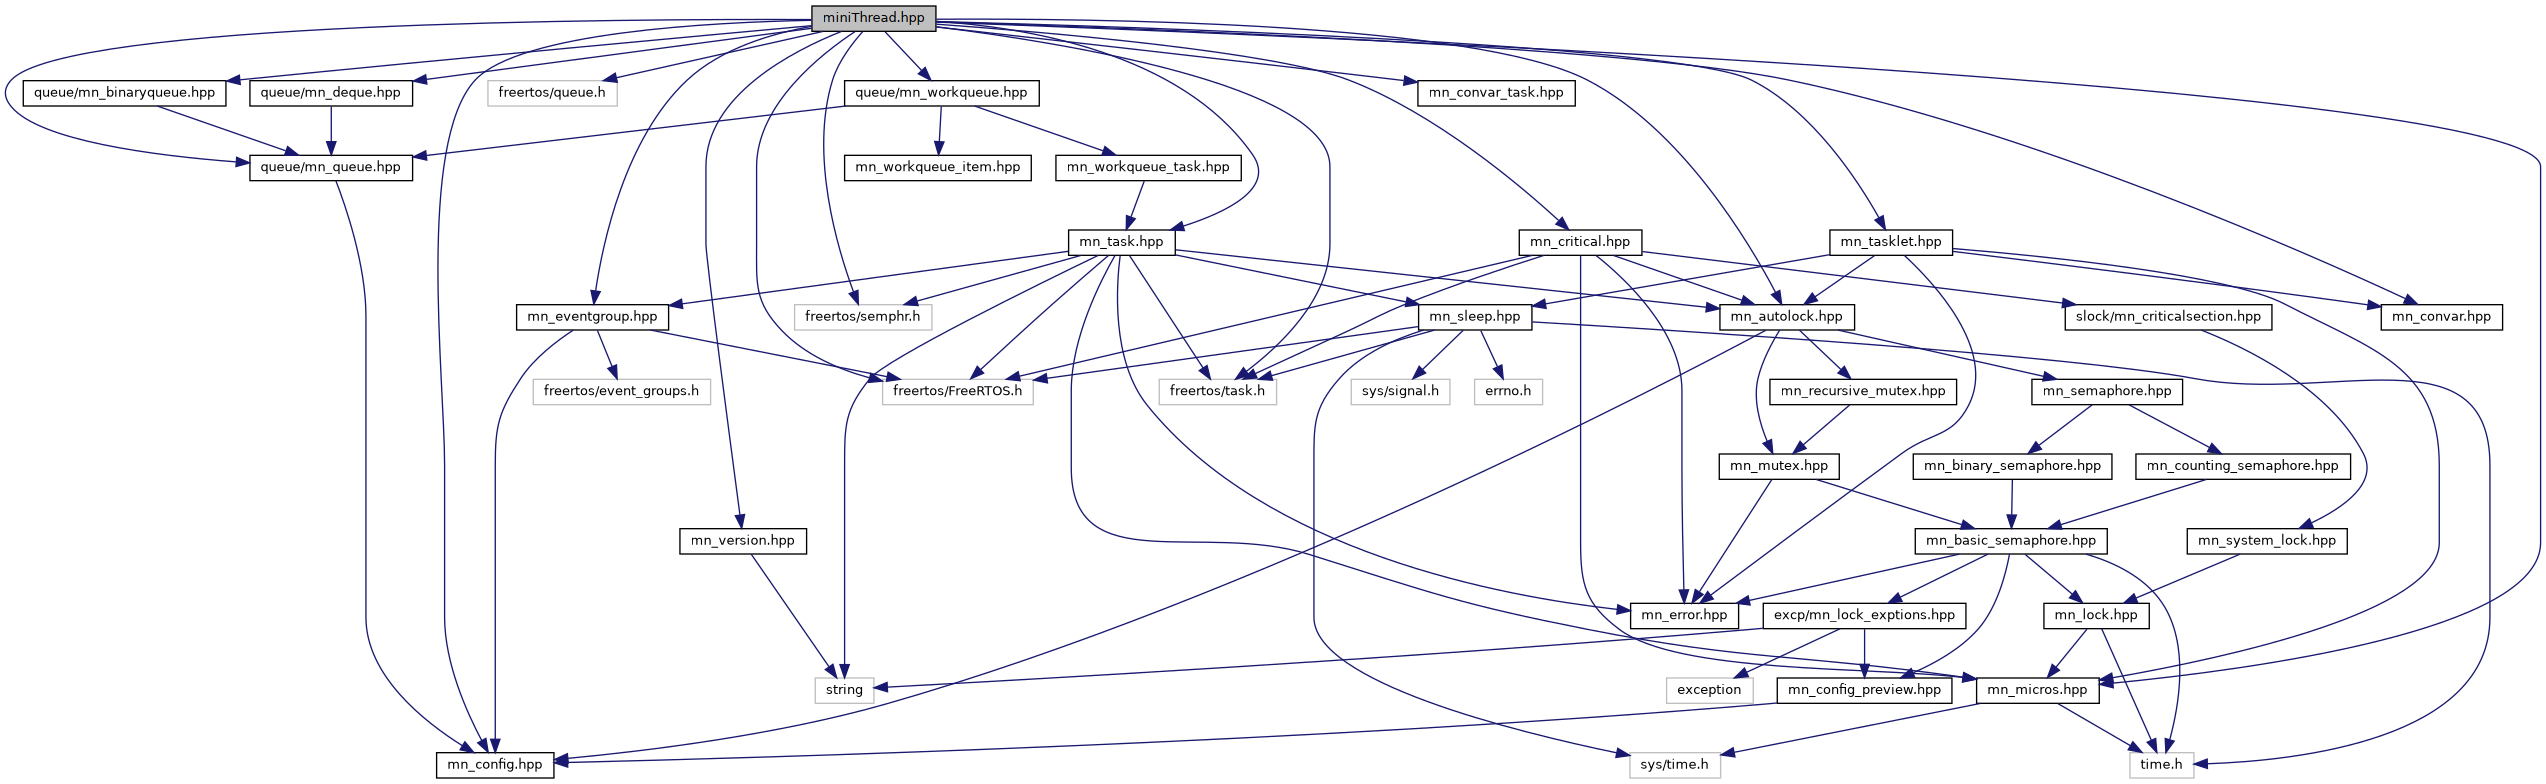 miniThread.hpp
queue/mn_binaryqueue.hpp
queue/mn_deque.hpp
freertos/queue.h
queue/mn_workqueue.hpp
mn_convar_task.hpp
queue/mn_queue.hpp
mn_workqueue_item.hpp
mn_workqueue_task.hpp
mn_task.hpp
mn_critical.hpp
mn_tasklet.hpp
mn_eventgroup.hpp
freertos/semphr.h
mn_sleep.hpp
mn_autolock.hpp
slock/mn_criticalsection.hpp
mn_convar.hpp
freertos/event_groups.h
freertos/FreeRTOS.h
freertos/task.h
sys/signal.h
errno.h
mn_recursive_mutex.hpp
mn_semaphore.hpp
mn_mutex.hpp
mn_binary_semaphore.hpp
mn_counting_semaphore.hpp
mn_version.hpp
mn_basic_semaphore.hpp
mn_system_lock.hpp
mn_error.hpp
excp/mn_lock_exptions.hpp
mn_lock.hpp
string
exception
mn_config_preview.hpp
mn_micros.hpp
mn_config.hpp
sys/time.h
time.h